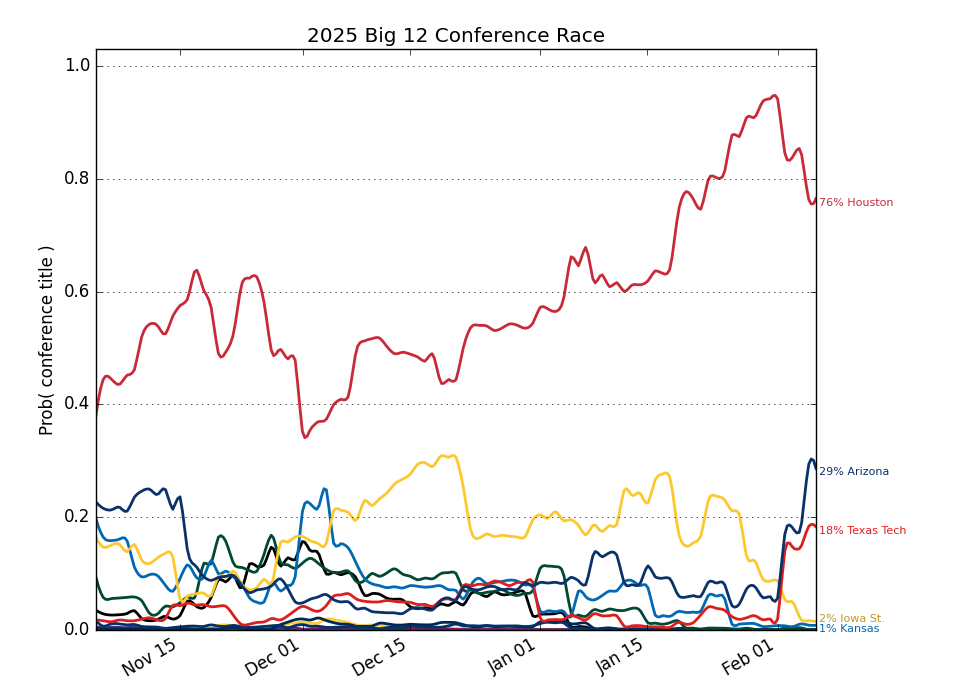 2025 Big 12 Conference Race
Prob( conference title )
1.0
0.8
0.6
0.4
0.2
0.0
76% Houston
29% Arizona
18% Texas Tech
2% Iowa St.
1% Kansas
Nov 15
Dec 01
Dec 15
Jan 01
Jan 15
Feb 01